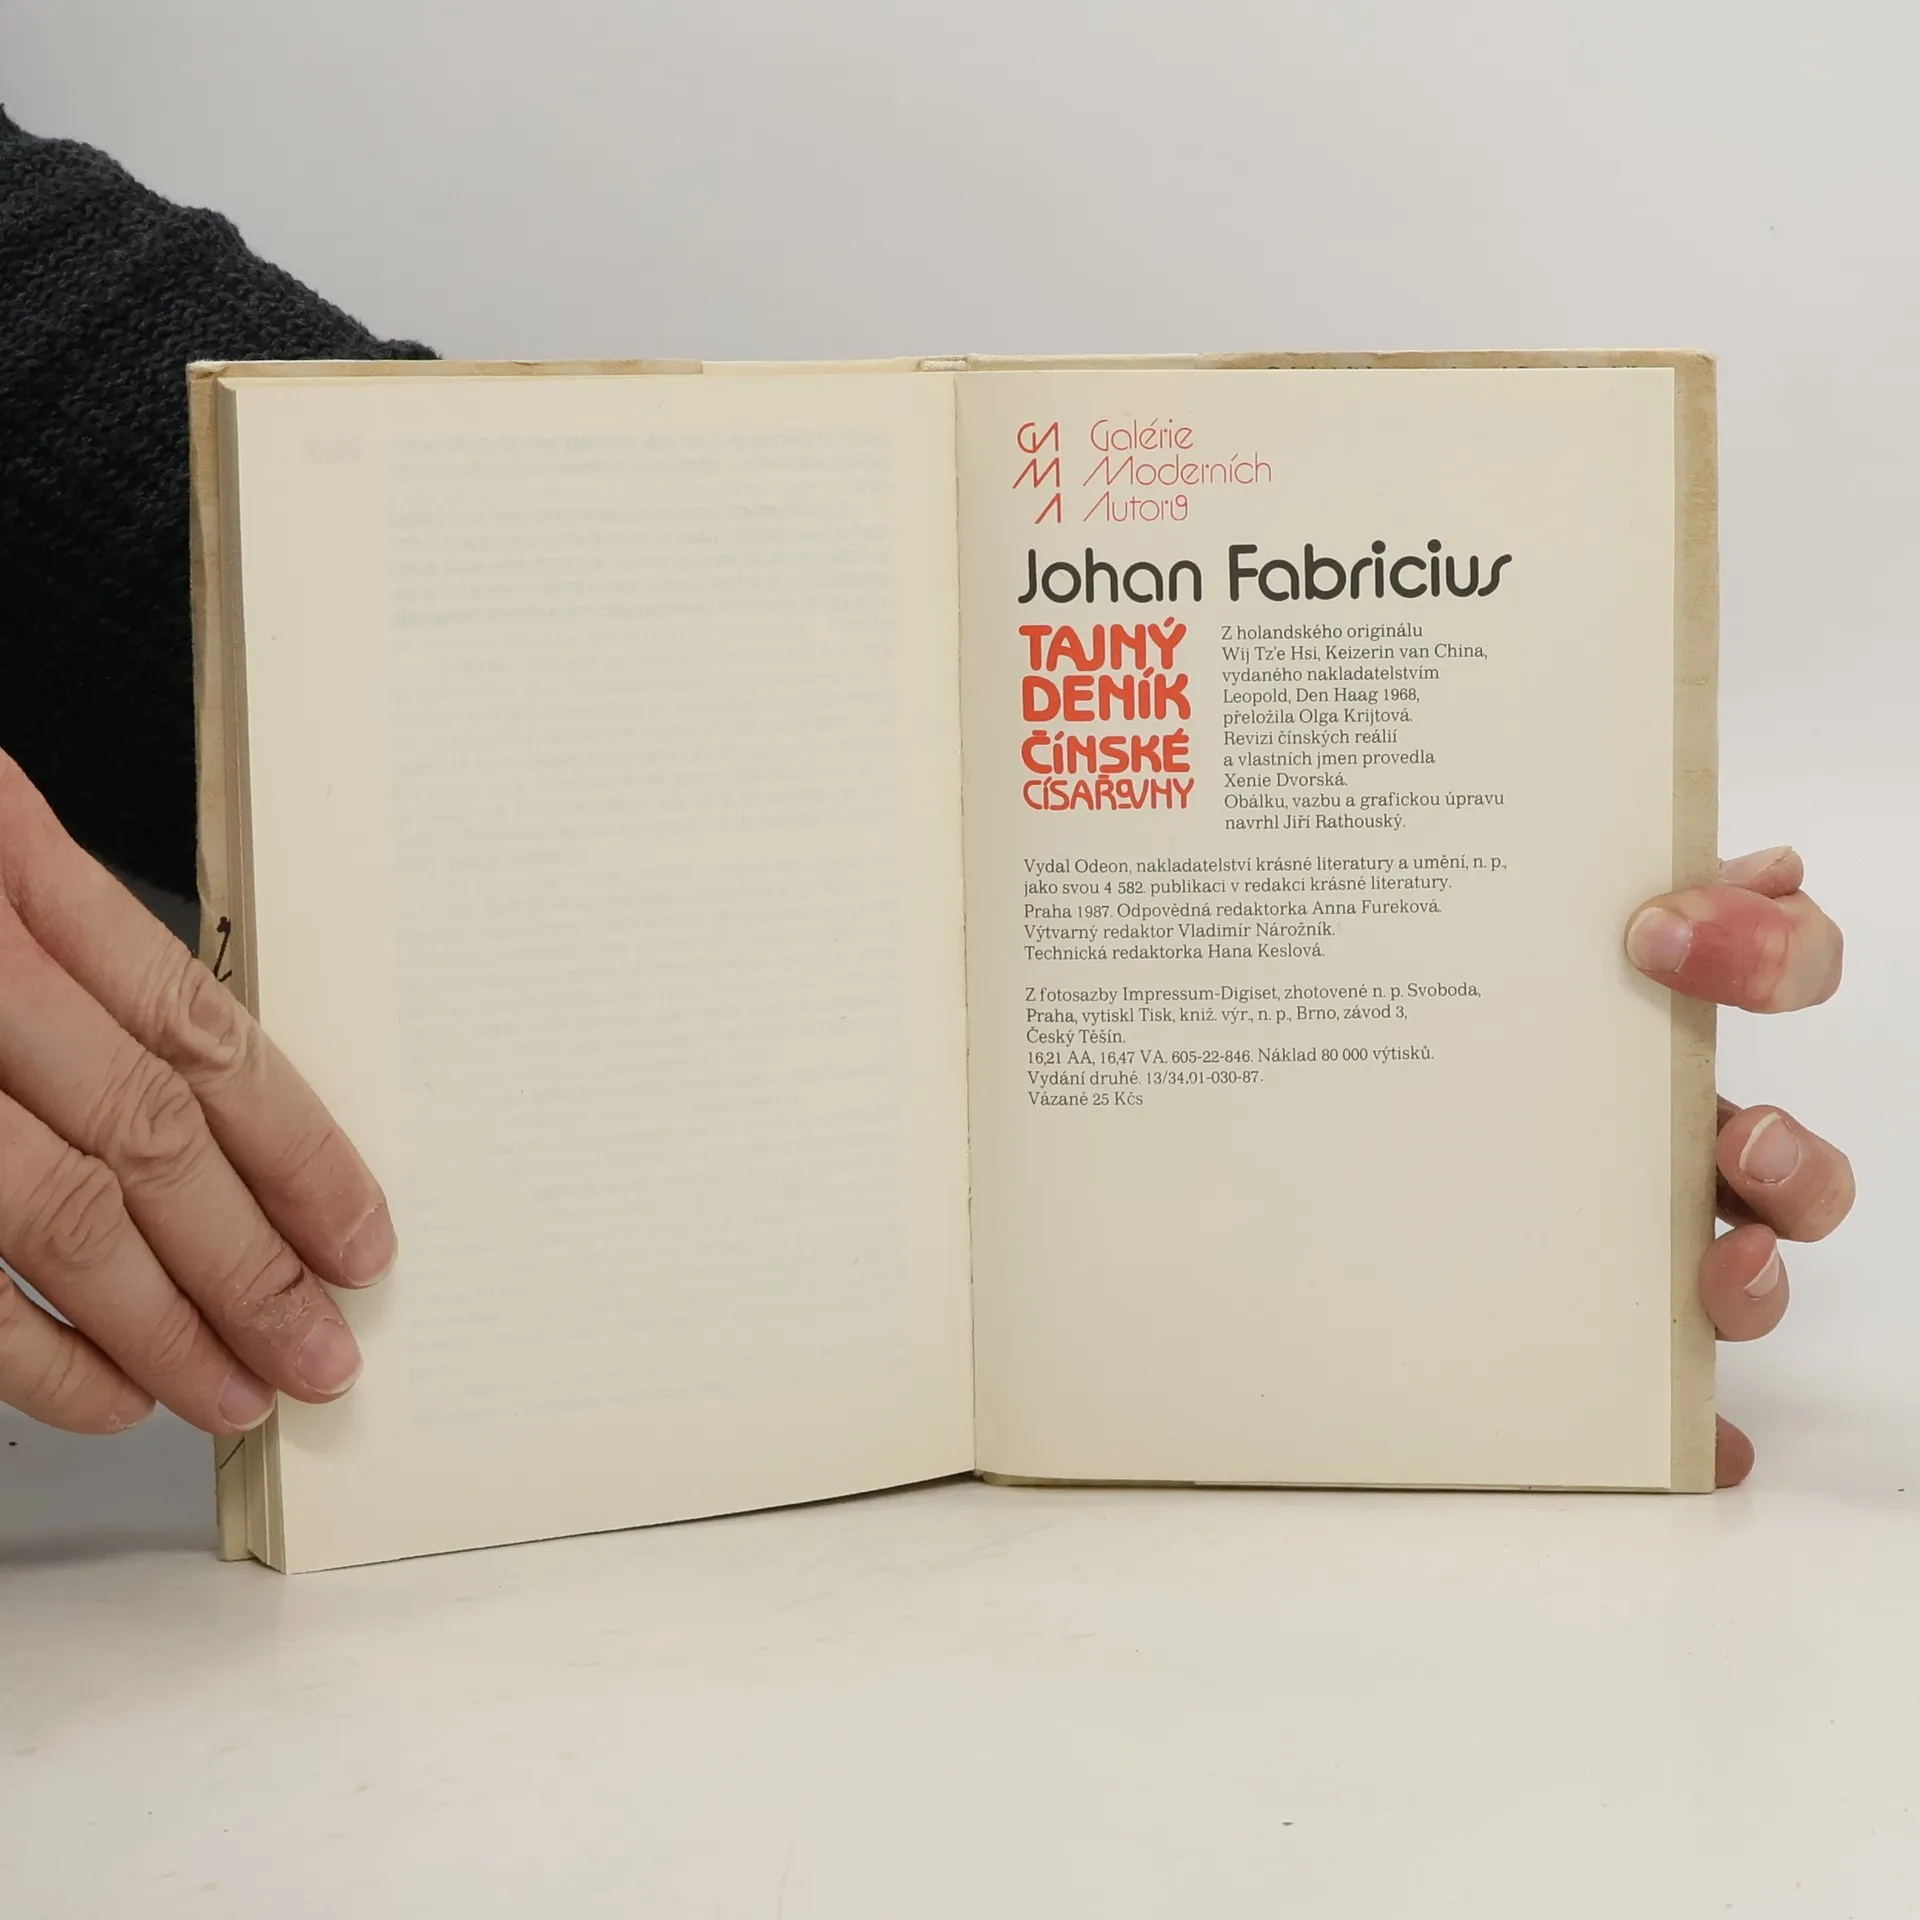 GM Galérie
M Moderních
A Autorů
Johan Fabricius
TAJNÝ
DENÍK
ČÍNSKÉ
CÍSAŘOVNY
Z holandského originálu
Wij Tz'e Hsi, Keizerin van China,
vydaného nakladatelstvím
Leopold, Den Haag 1968,
přeložila Olga Krijtová.
Revizi čínských reálií
a vlastních jmen provedla
Xenie Dvorská.
Obálku, vazbu a grafickou úpravu
navrhl Jiří Rathouský.
Vydal Odeon, nakladatelství krásné literatury a umění, n. p.,
jako svou 4 582. publikaci v redakci krásné literatury.
Praha 1987. Odpovědná redaktorka Anna Fureková.
Výtvarný redaktor Vladimír Nárožník.
Technická redaktorka Hana Keslová.
Z fotosazby Impressum-Digiset, zhotovené n. p. Svoboda,
Praha, vytiskl Tisk, kniž. výr., n. p., Brno, závod 3,
Český Těšín.
16,21 AA, 16,47 VA. 605-22-846. Náklad 80 000 výtisků.
Vydání druhé. 13/34.01-030-87.
Vázané 25 Kčs